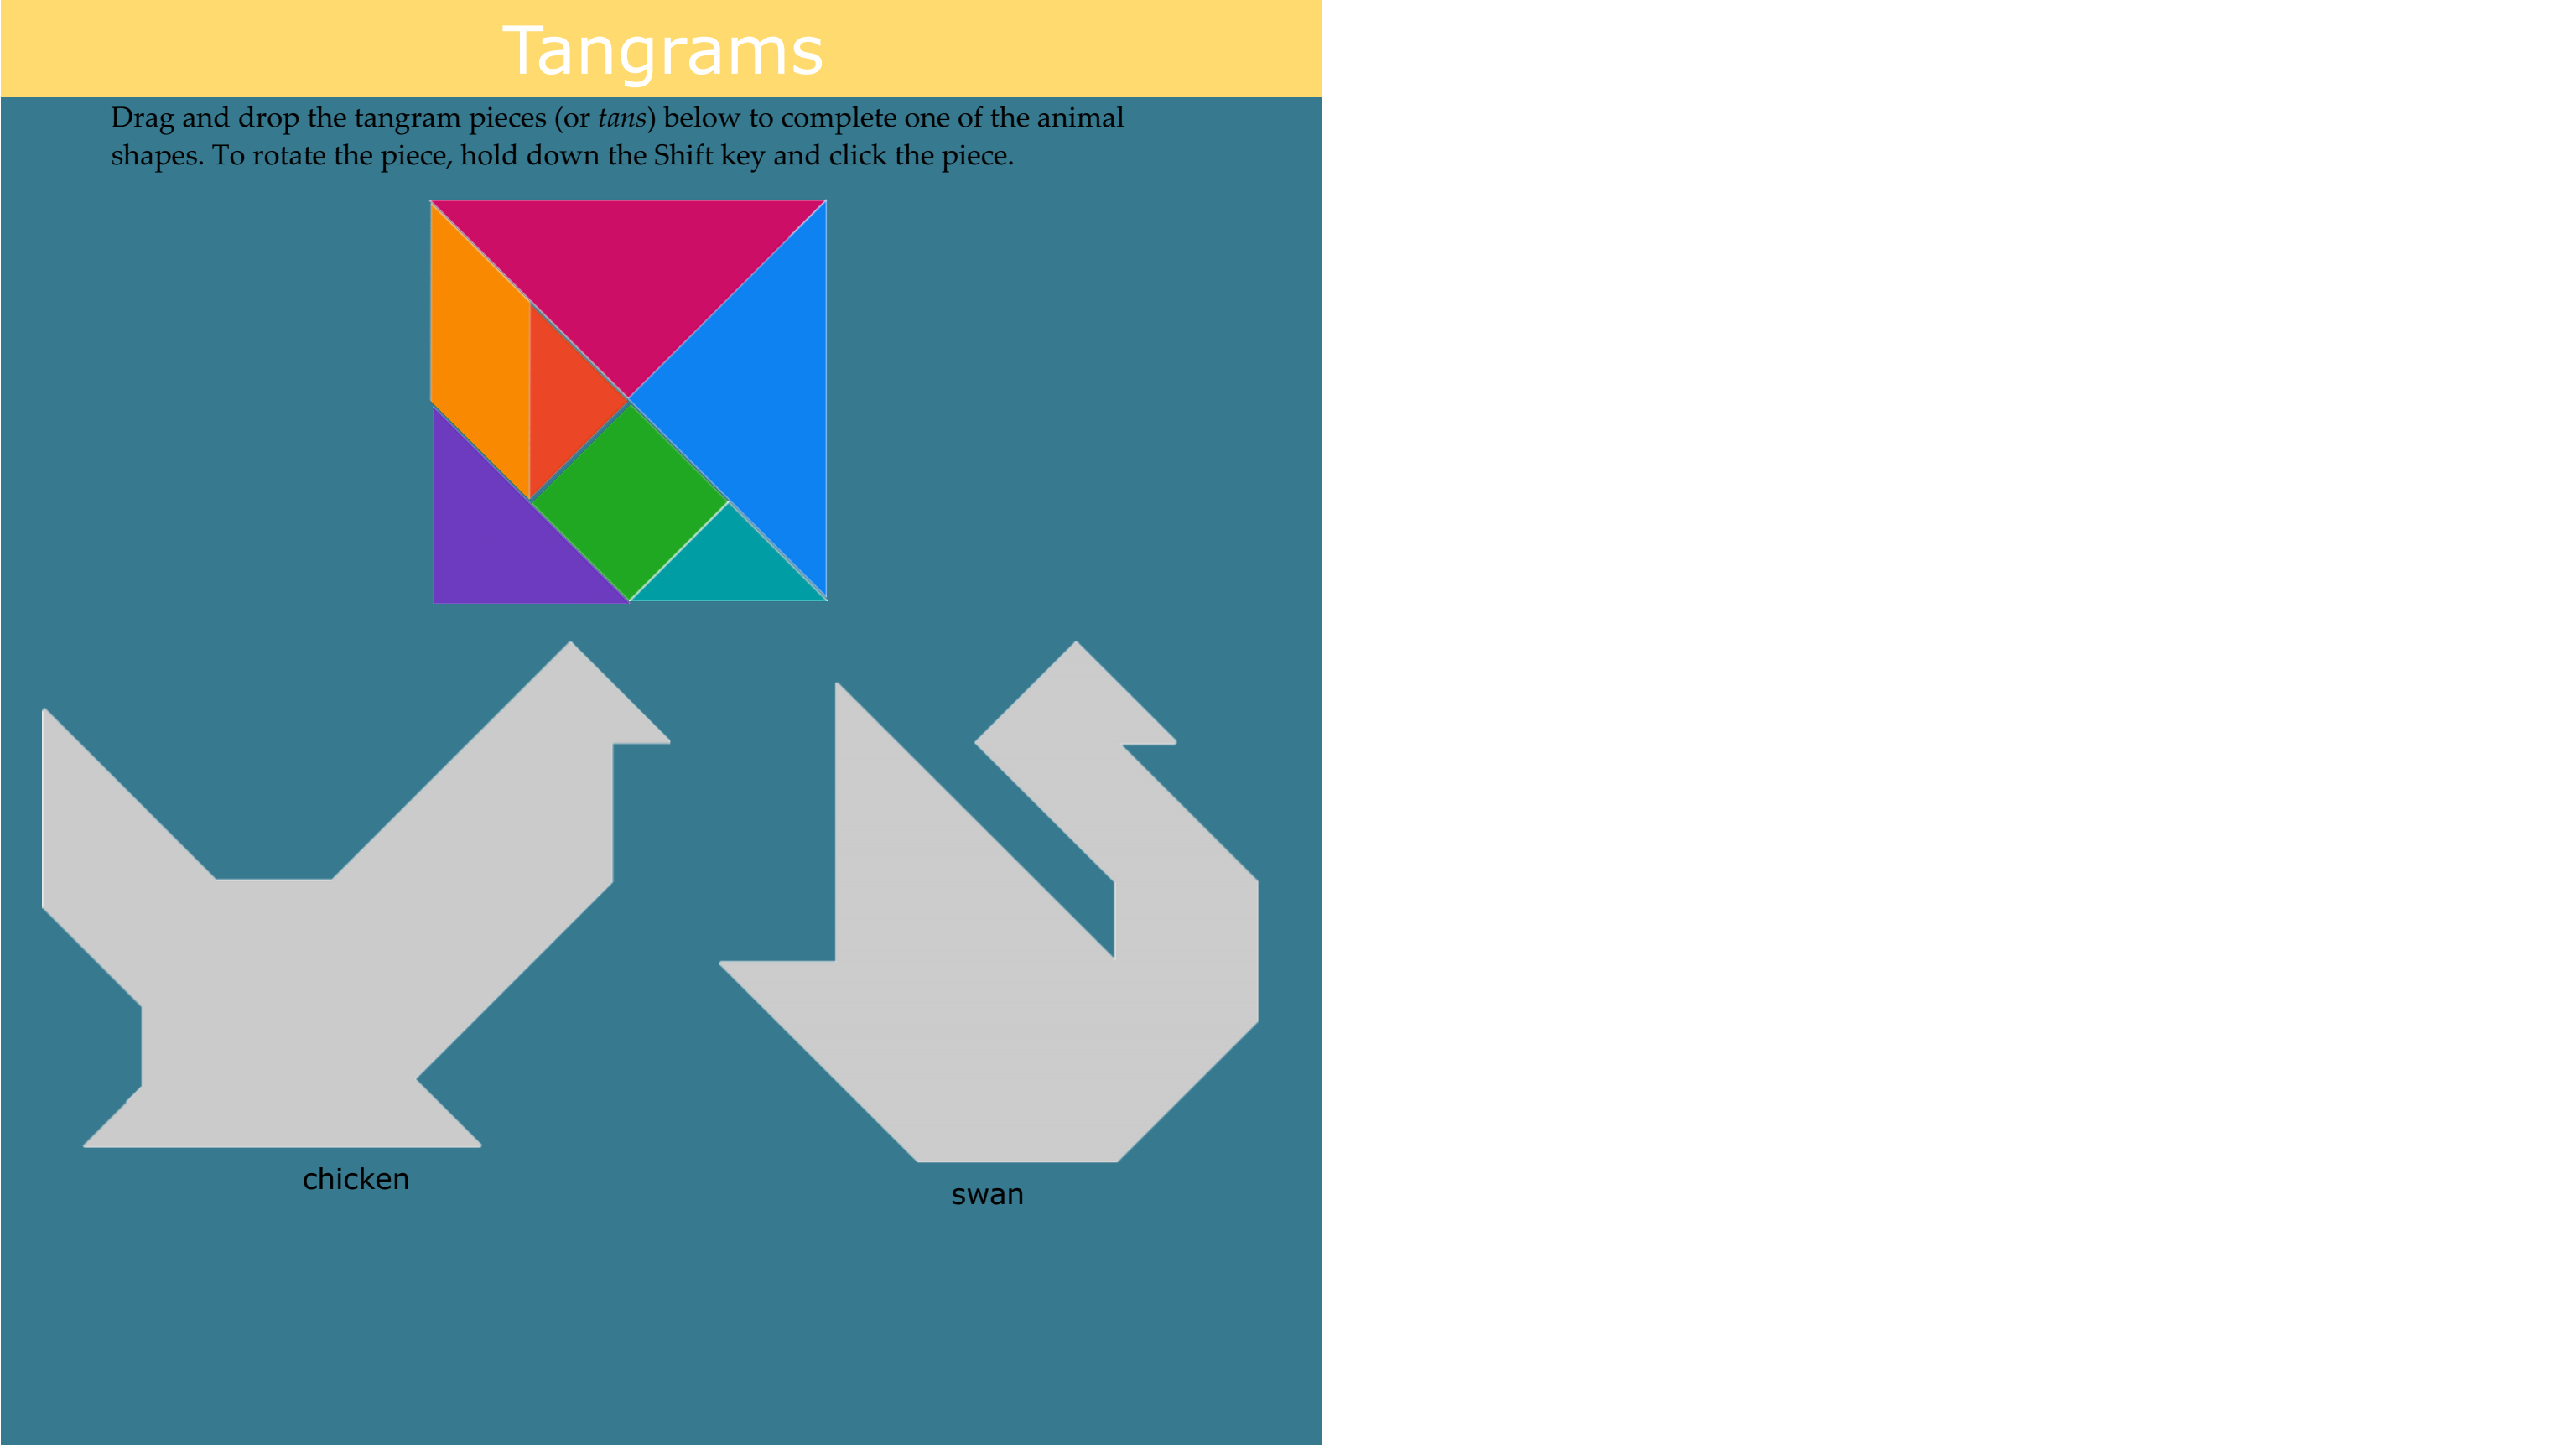 Tangrams
Drag and drop the tangram pieces (or tans) below to complete one of the animal
shapes. To rotate the piece, hold down the Shift key and click the piece.
chicken
swan